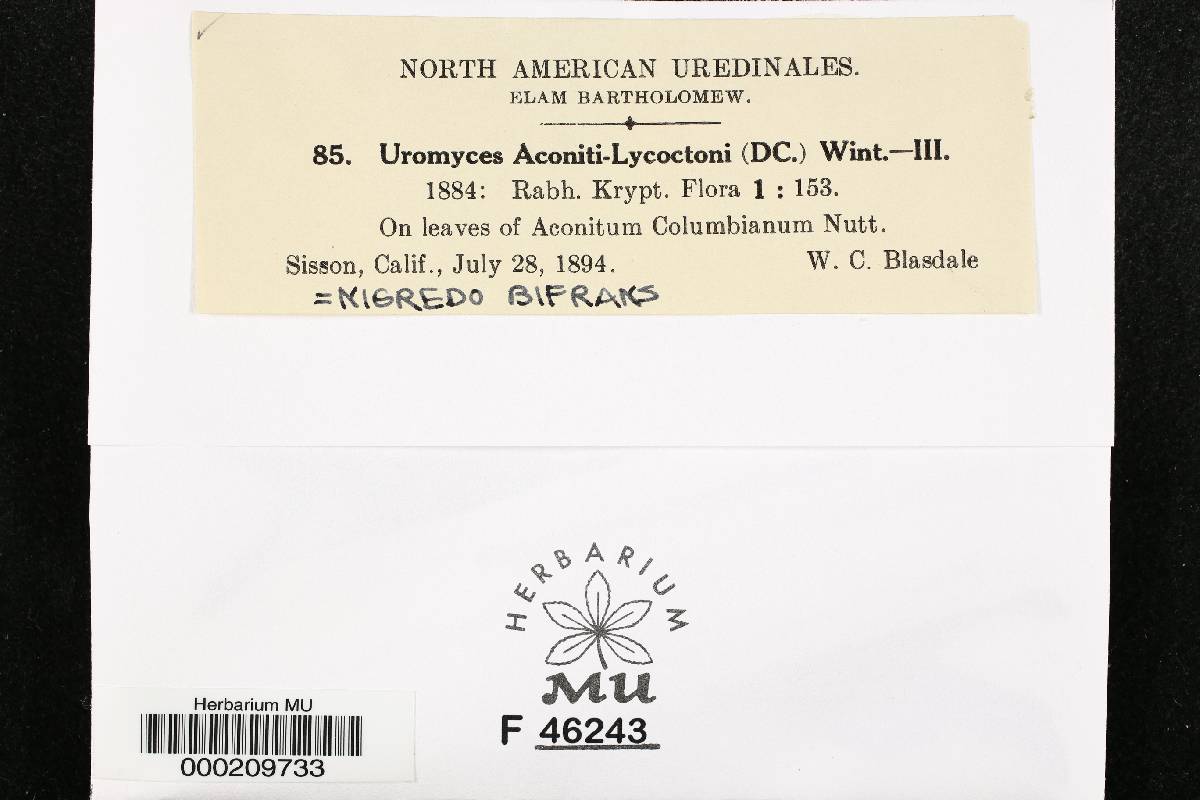 NORTH AMERICAN UREDINALES.
ELAM BARTHOLOMEW.
85. Uromyces Aconiti-Lycoctoni (DC.) Wint.—III.
1884: Rabh. Krypt. Flora 1 : 153.
On leaves of Aconitum Columbianum Nutt.
Sisson, Calif., July 28, 1894. W. C. Blasdale
=NIGREDO BIFRANS
HERBARIUM
MU
F 46243
Herbarium MU
000209733